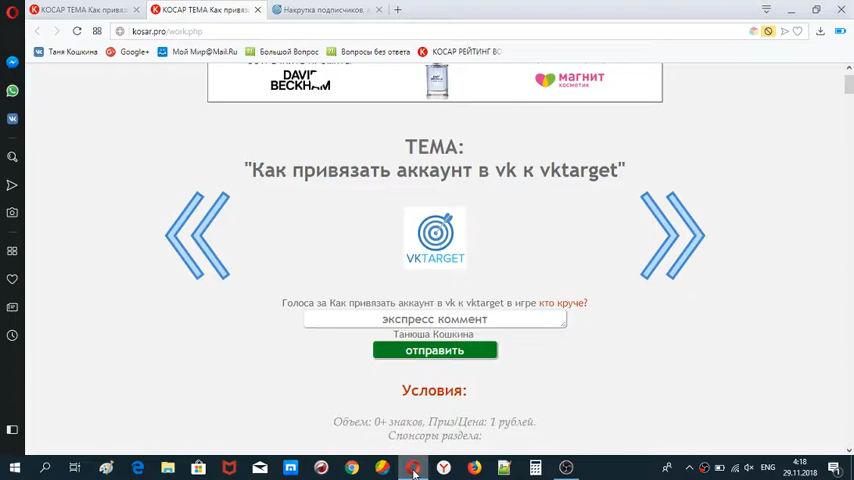 КОСАР ТЕМА Как привяз
КОСАР ТЕМА Как привяз
Накрутка подписчиков, л
kosar.pro/work.php
Таня Кошкина
Google+
Мой Мир@Mail.Ru
Большой Вопрос
Вопросы без ответа
КОСАР РЕЙТИНГ ВО
DAVID
BECKHAM
МАГНИТ
КОСМЕТИК
ТЕМА:
"Как привязать аккаунт в vk к vktarget"
VKTARGET
Голоса за Как привязать аккаунт в vk к vktarget в игре кто круче?
экспресс коммент
Танюша Кошкина
отправить
Условия:
Объем: 0+ знаков, Приз/Цена: 1 рублей.
Спонсоры раздела:
ENG
4:18
29.11.2018